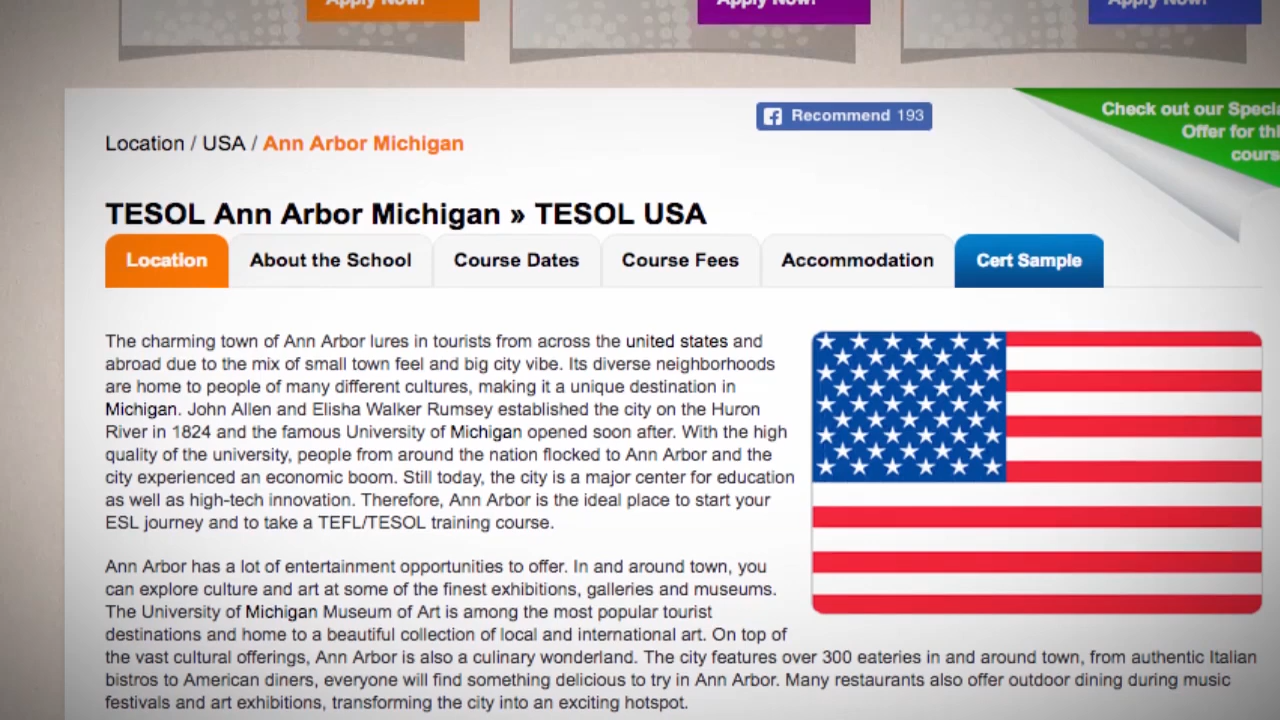 Apply Now! Apply Now! Apply Now!
Check out our Specia
Recommend 193
Offer for thi
Location / USA / Ann Arbor Michigan
cours
TESOL Ann Arbor Michigan » TESOL USA
Location About the School Course Dates Course Fees Accommodation Cert Sample
The charming town of Ann Arbor lures in tourists from across the united states and
abroad due to the mix of small town feel and big city vibe. Its diverse neighborhoods
are home to people of many different cultures, making it a unique destination in
Michigan. John Allen and Elisha Walker Rumsey established the city on the Huron
River in 1824 and the famous University of Michigan opened soon after. With the high
quality of the university, people from around the nation flocked to Ann Arbor and the
city experienced an economic boom. Still today, the city is a major center for education
as well as high-tech innovation. Therefore, Ann Arbor is the ideal place to start your
ESL journey and to take a TEFL/TESOL training course.
Ann Arbor has a lot of entertainment opportunities to offer. In and around town, you
can explore culture and art at some of the finest exhibitions, galleries and museums.
The University of Michigan Museum of Art is among the most popular tourist
destinations and home to a beautiful collection of local and international art. On top of
the vast cultural offerings, Ann Arbor is also a culinary wonderland. The city features over 300 eateries in and around town, from authentic Italian
bistros to American diners, everyone will find something delicious to try in Ann Arbor. Many restaurants also offer outdoor dining during music
festivals and art exhibitions, transforming the city into an exciting hotspot.